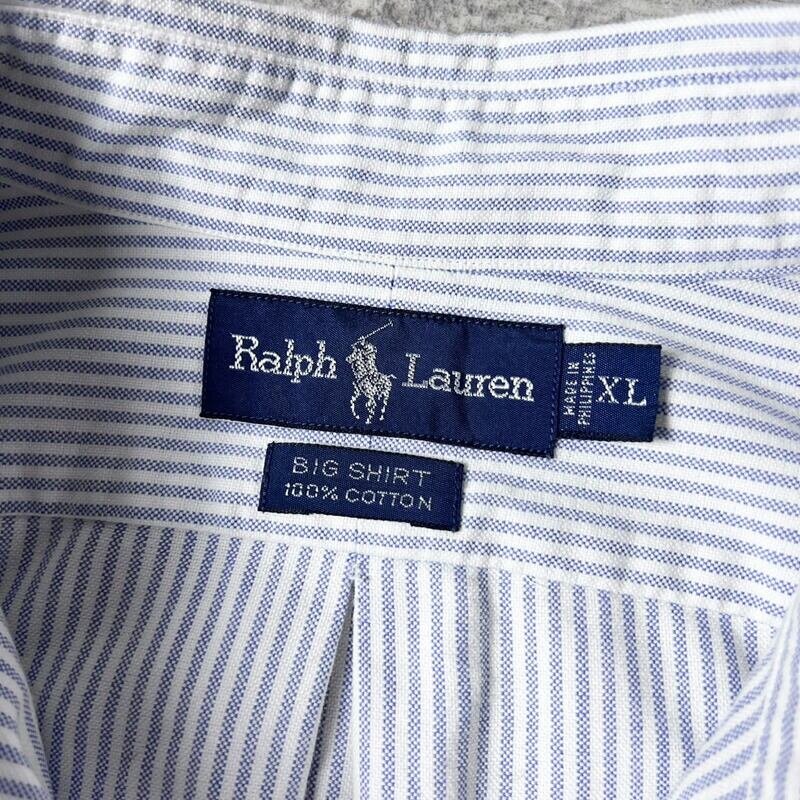 Ralph Lauren
MADE IN
PHILIPPINES
XL
BIG SHIRT
100% COTTON